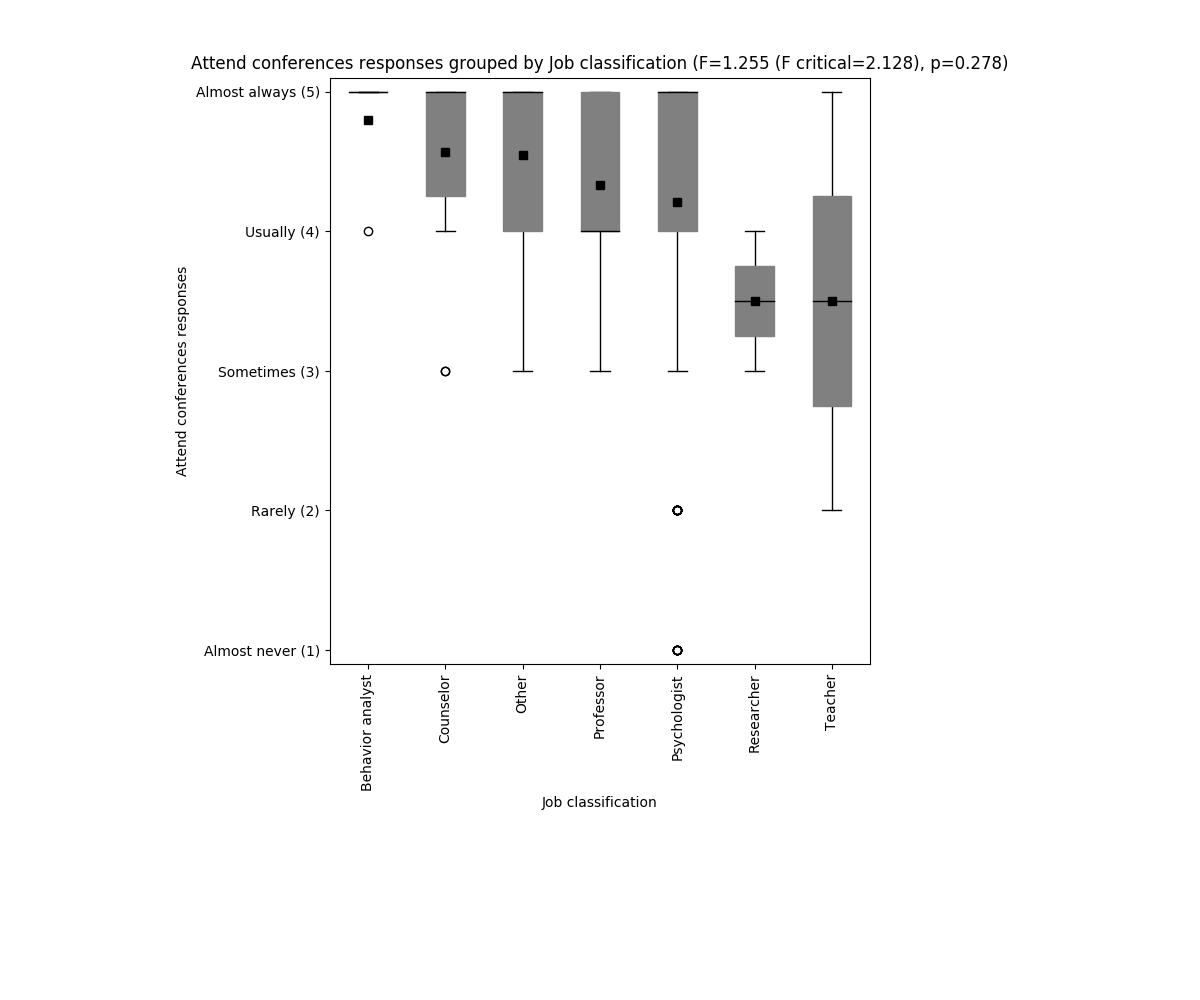 Attend conferences responses grouped by Job classification (F=1.255 (F critical=2.128), p=0.278)
Almost always (5)
Usually (4)
Sometimes (3)
Rarely (2)
Almost never (1)
Attend conferences responses
Behavior analyst
Counselor
Other
Professor
Psychologist
Researcher
Teacher
Job classification